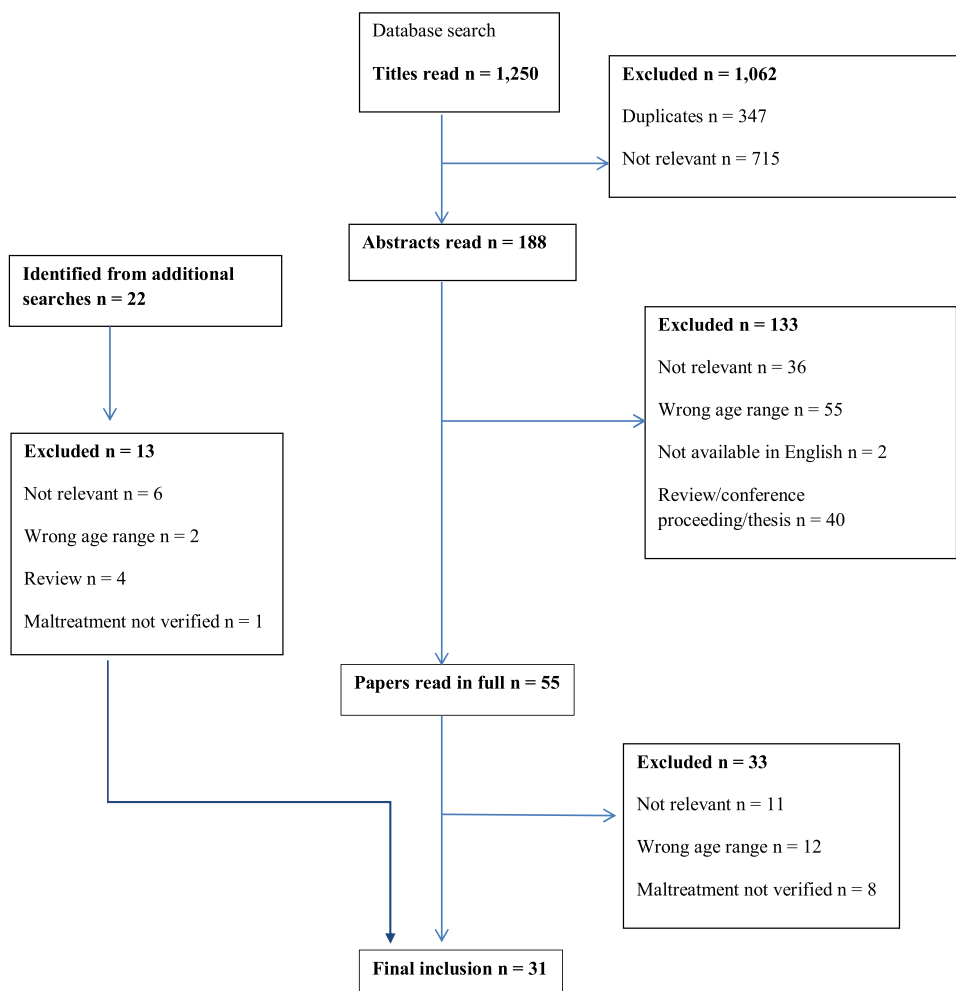 Database search
Titles read n = 1,250
Excluded n = 1,062
Duplicates n = 347
Not relevant n = 715
Abstracts read n = 188
Identified from additional
searches n = 22
Excluded n = 133
Not relevant n = 36
Wrong age range n = 55
Not available in English n = 2
Review/conference
proceeding/thesis n = 40
Excluded n = 13
Not relevant n = 6
Wrong age range n = 2
Review n = 4
Maltreatment not verified n = 1
Papers read in full n = 55
Excluded n = 33
Not relevant n = 11
Wrong age range n = 12
Maltreatment not verified n = 8
Final inclusion n = 31